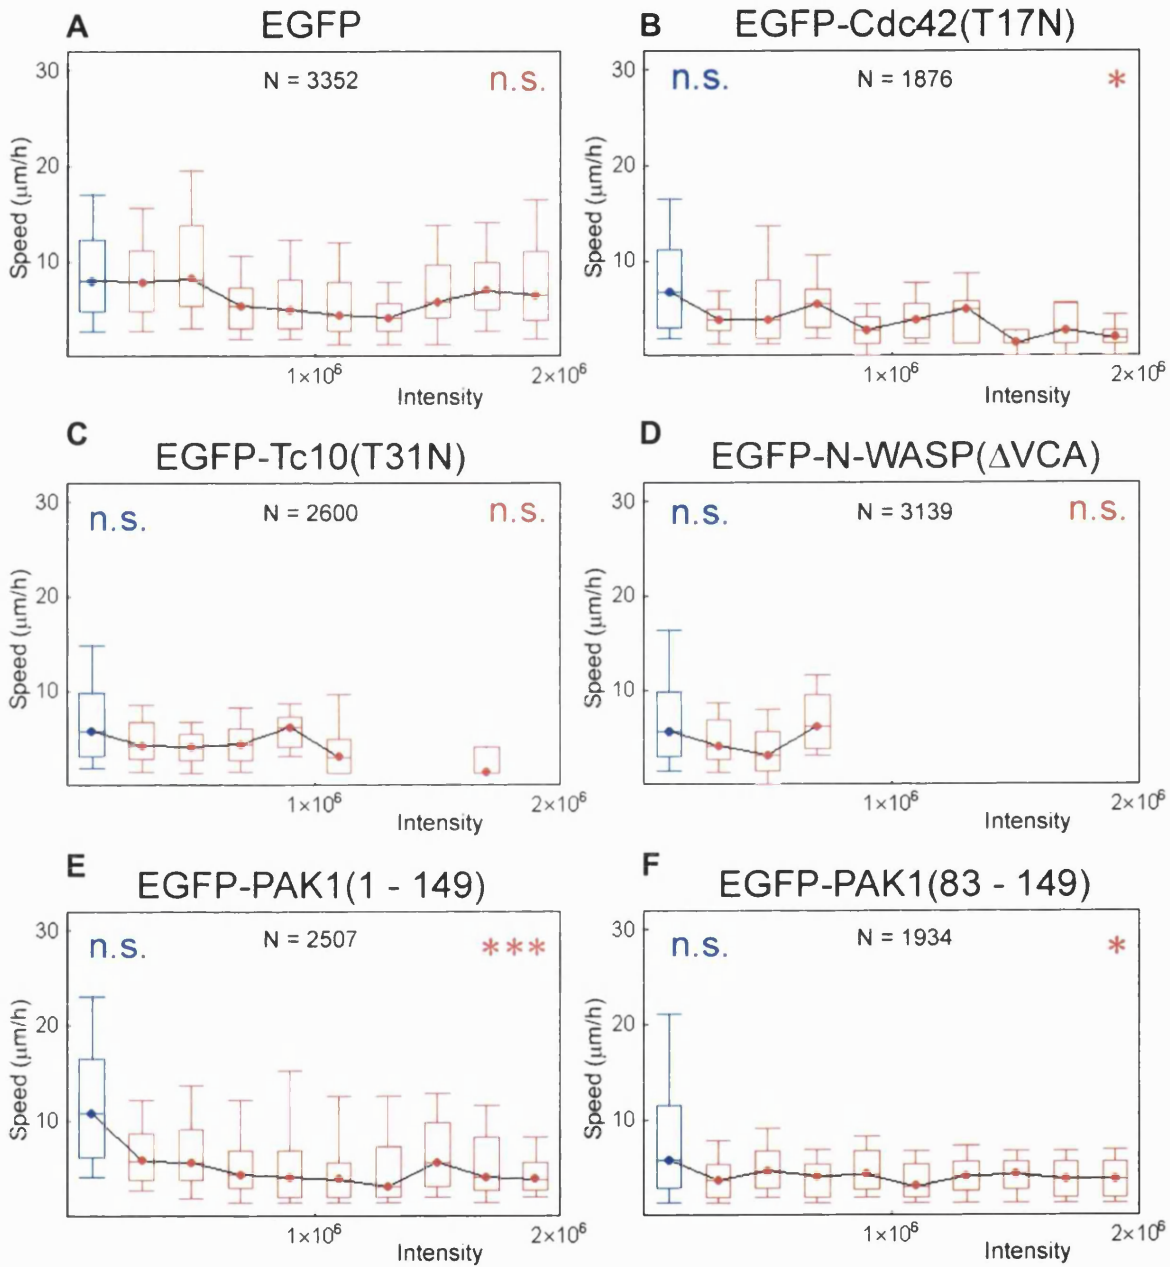 A EGFP
N = 3352
n.s.
30
20
10
Speed (μm/h)
1×10⁶
2×10⁶
Intensity
B EGFP-Cdc42(T17N)
n.s.
N = 1876
*
30
20
10
Speed (μm/h)
1×10⁶
2×10⁶
Intensity
C EGFP-Tc10(T31N)
n.s.
N = 2600
n.s.
30
20
10
Speed (μm/h)
1×10⁶
2×10⁶
Intensity
D EGFP-N-WASP(ΔVCA)
n.s.
N = 3139
n.s.
30
20
10
Speed (μm/h)
1×10⁶
2×10⁶
Intensity
E EGFP-PAK1(1 - 149)
n.s.
N = 2507
***
30
20
10
Speed (μm/h)
1×10⁶
2×10⁶
Intensity
F EGFP-PAK1(83 - 149)
n.s.
N = 1934
*
30
20
10
Speed (μm/h)
1×10⁶
2×10⁶
Intensity